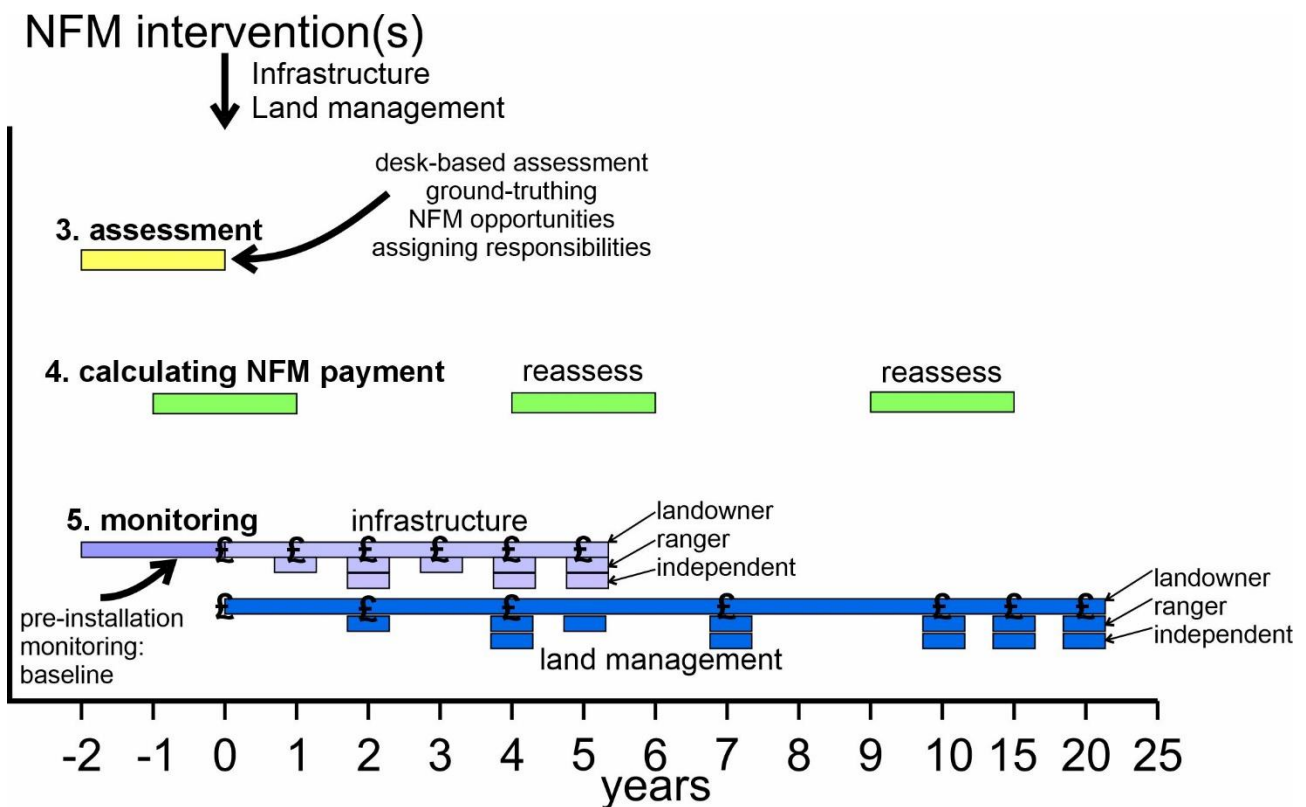 NFM intervention(s)
Infrastructure
Land management
desk-based assessment
ground-truthing
NFM opportunities
assigning responsibilities
3. assessment
4. calculating NFM payment
reassess
reassess
5. monitoring
infrastructure
landowner
ranger
independent
£ £ £ £ £ £
£ £ £ £ £ £ £
landowner
ranger
independent
pre-installation
monitoring:
baseline
land management
-2 -1 0 1 2 3 4 5 6 7 8 9 10 15 20 25
years